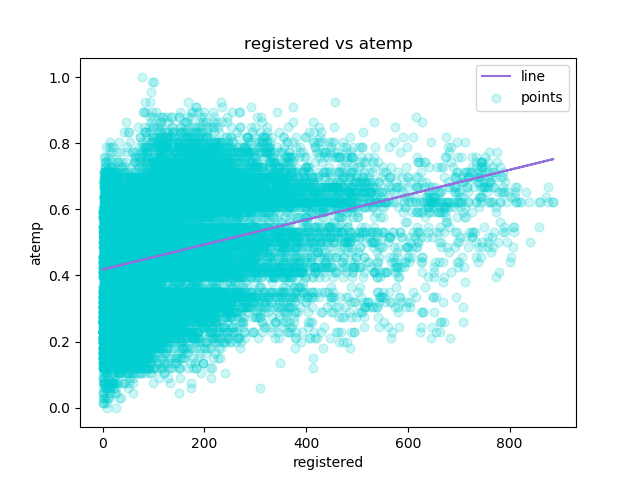 registered vs atemp
line
points
1.0
0.8
0.6
0.4
0.2
0.0
atemp
0 200 400 600 800
registered